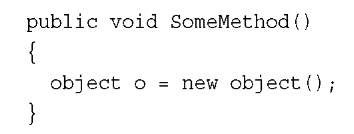 public void SomeMethod()
{
  object o = new object();
}